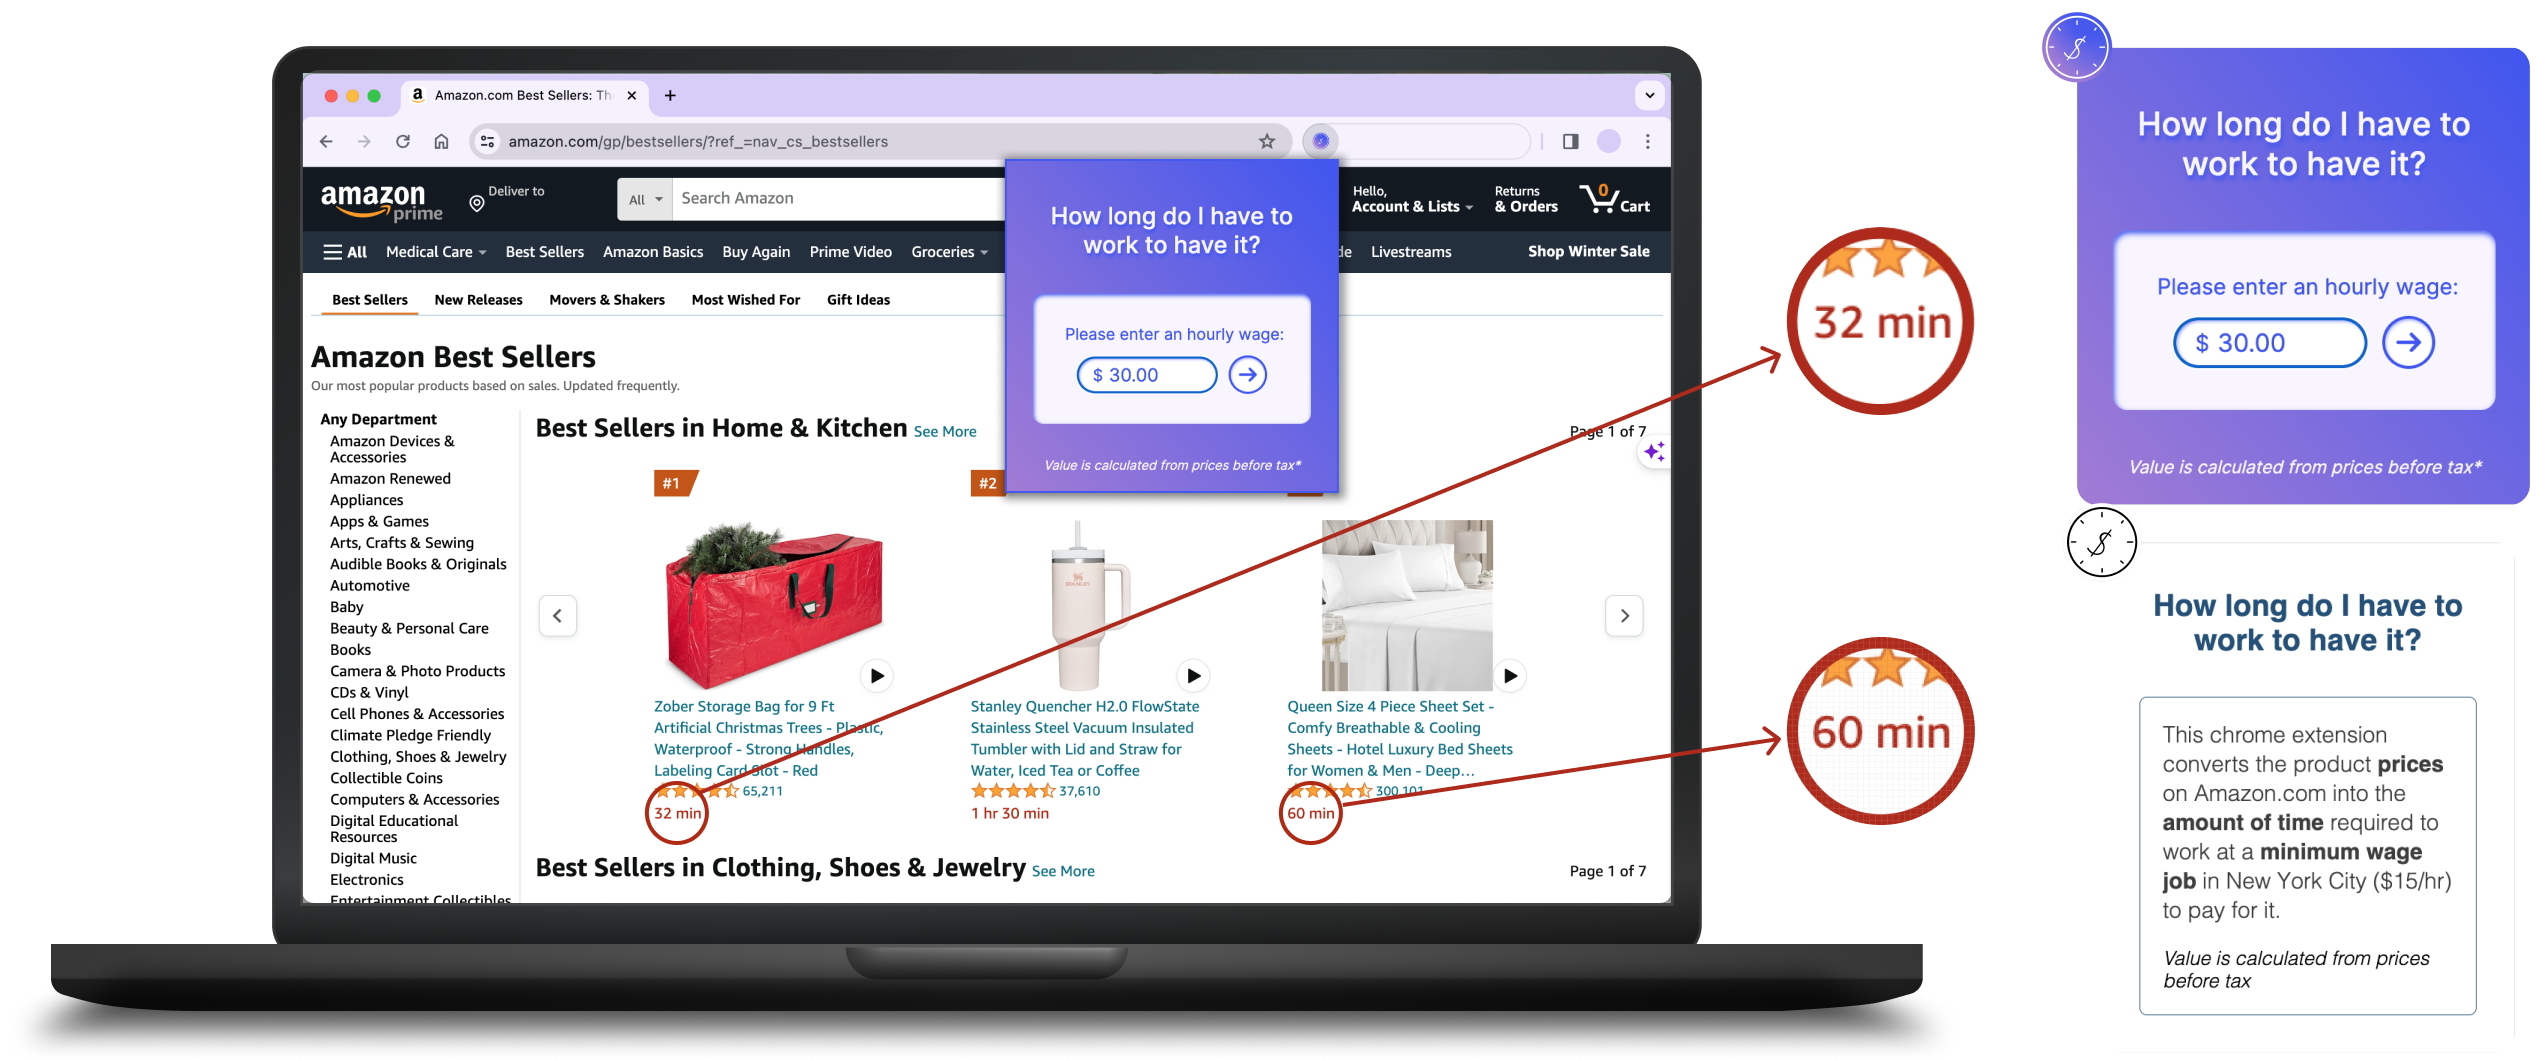 Amazon.com Best Sellers: Th
amazon.com/gp/bestsellers/?ref_=nav_cs_bestsellers
amazon prime
Deliver to
All
Search Amazon
Hello,
Account & Lists
Returns
& Orders
0
Cart
All Medical Care Best Sellers Amazon Basics Buy Again Prime Video Groceries Livestreams Shop Winter Sale
Best Sellers New Releases Movers & Shakers Most Wished For Gift Ideas
Amazon Best Sellers
Our most popular products based on sales. Updated frequently.
Any Department
Amazon Devices &
Accessories
Amazon Renewed
Appliances
Apps & Games
Arts, Crafts & Sewing
Audible Books & Originals
Automotive
Baby
Beauty & Personal Care
Books
Camera & Photo Products
CDs & Vinyl
Cell Phones & Accessories
Climate Pledge Friendly
Clothing, Shoes & Jewelry
Collectible Coins
Computers & Accessories
Digital Educational
Resources
Digital Music
Electronics
Entertainment Collectibles
Best Sellers in Home & Kitchen See More
Page 1 of 7
#1
Zober Storage Bag for 9 Ft
Artificial Christmas Trees - Plastic,
Waterproof - Strong Handles,
Labeling Card Slot - Red
65,211
32 min
#2
STANLEY
Stanley Quencher H2.0 FlowState
Stainless Steel Vacuum Insulated
Tumbler with Lid and Straw for
Water, Iced Tea or Coffee
37,610
1 hr 30 min
Queen Size 4 Piece Sheet Set -
Comfy Breathable & Cooling
Sheets - Hotel Luxury Bed Sheets
for Women & Men - Deep...
300,101
60 min
Best Sellers in Clothing, Shoes & Jewelry See More
Page 1 of 7
How long do I have to
work to have it?
Please enter an hourly wage:
$ 30.00
Value is calculated from prices before tax*
32 min
60 min
$
How long do I have to
work to have it?
Please enter an hourly wage:
$ 30.00
Value is calculated from prices before tax*
$
How long do I have to
work to have it?
This chrome extension
converts the product prices
on Amazon.com into the
amount of time required to
work at a minimum wage
job in New York City ($15/hr)
to pay for it.
Value is calculated from prices
before tax